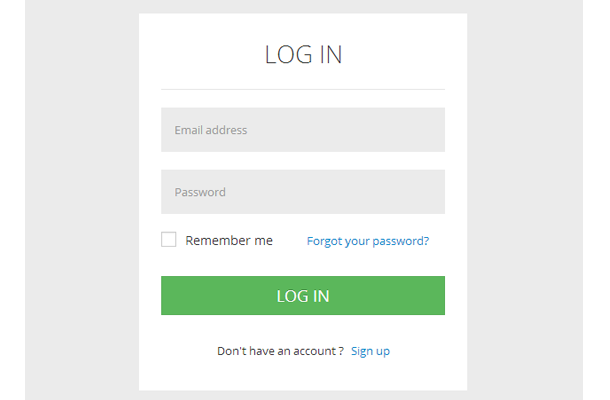 LOG IN
Email address
Password
Remember me Forgot your password?
LOG IN
Don't have an account ? Sign up